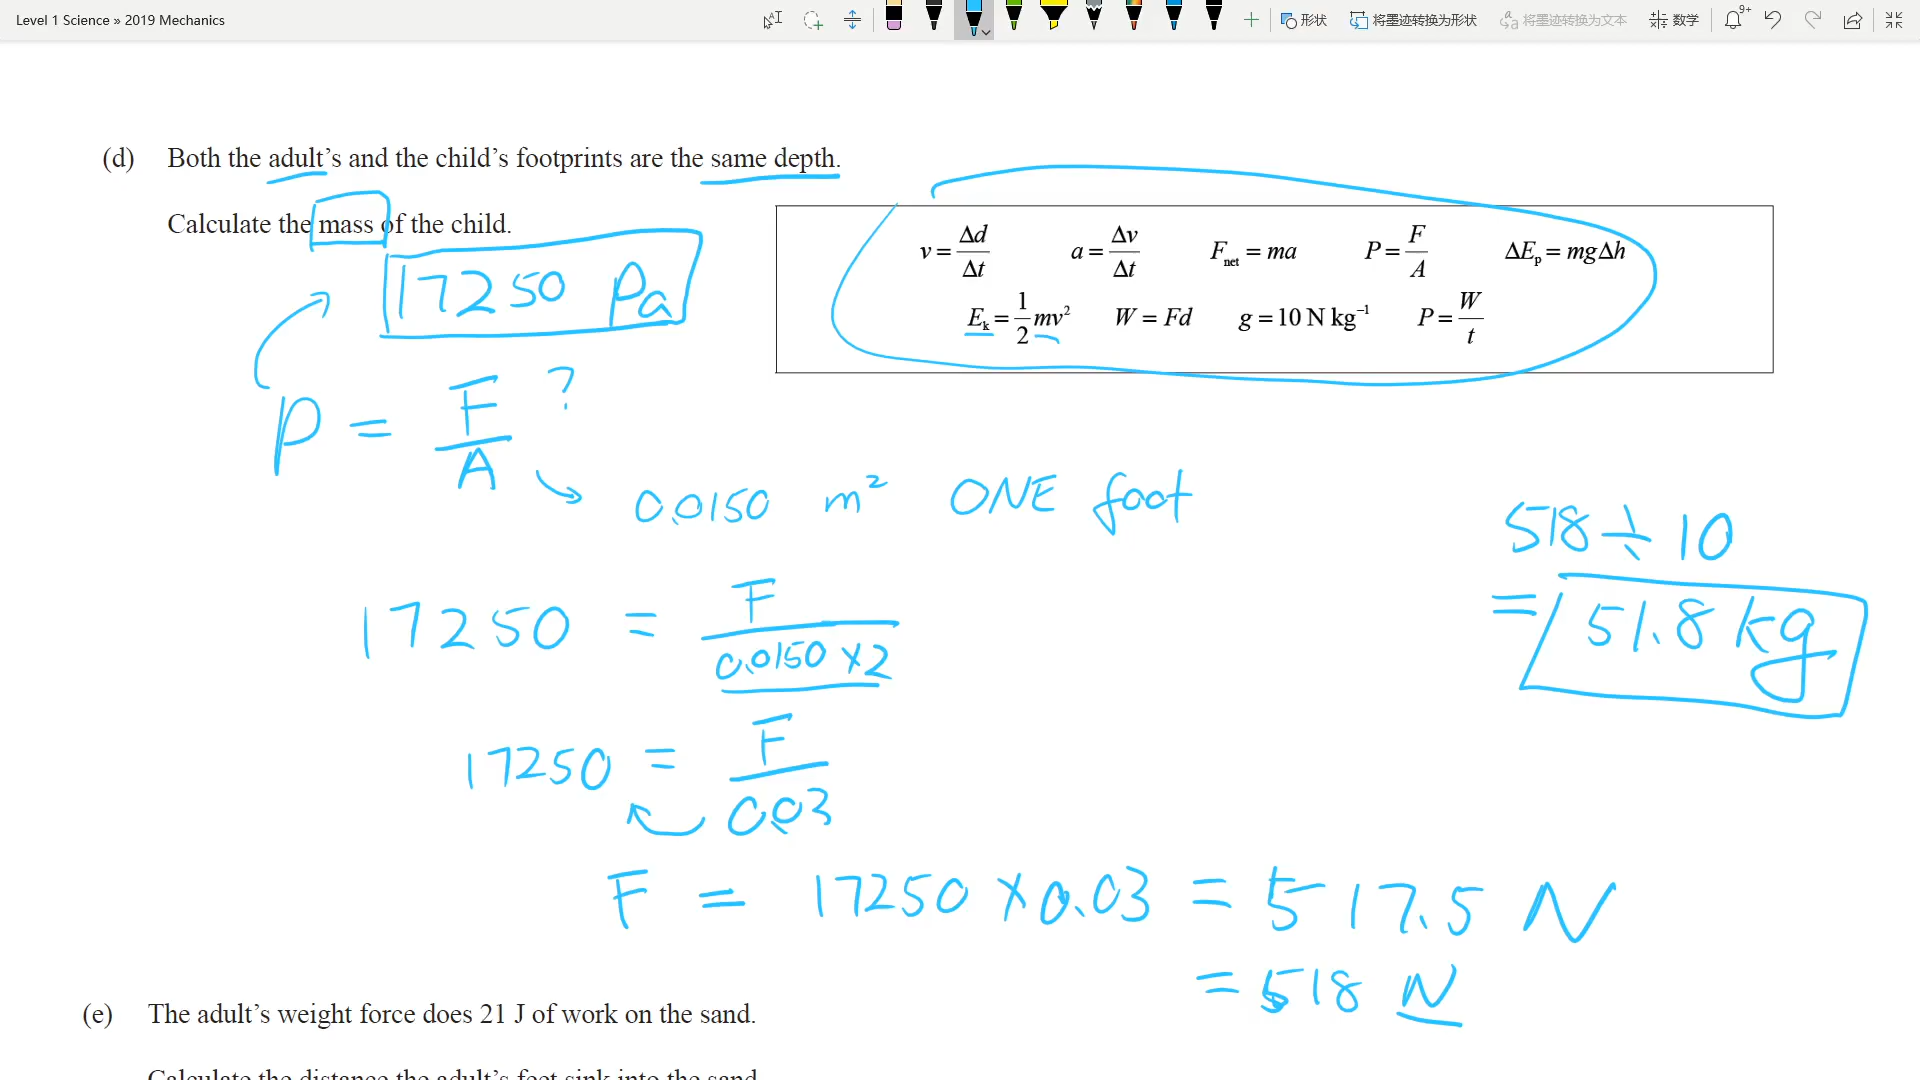 Level 1 Science » 2019 Mechanics
形状
将墨迹转换为形状
将墨迹转换为文本
数学
9+
(d) Both the adult's and the child's footprints are the same depth.
Calculate the mass of the child.
v = Δd/Δt a = Δv/Δt Fnet = ma P = F/A ΔEp = mgΔh
Ek = 1/2 mv² W = Fd g = 10 N kg⁻¹ P = W/t
17250 Pa
P = F/A ?
0.0150 m² ONE foot
518 ÷ 10
= 51.8 kg
17250 = F/(0.0150 × 2)
17250 = F/0.03
F = 17250 × 0.03 = 517.5 N
= 518 N
(e) The adult's weight force does 21 J of work on the sand.
Calculate the distance the adult's feet sink into the sand.